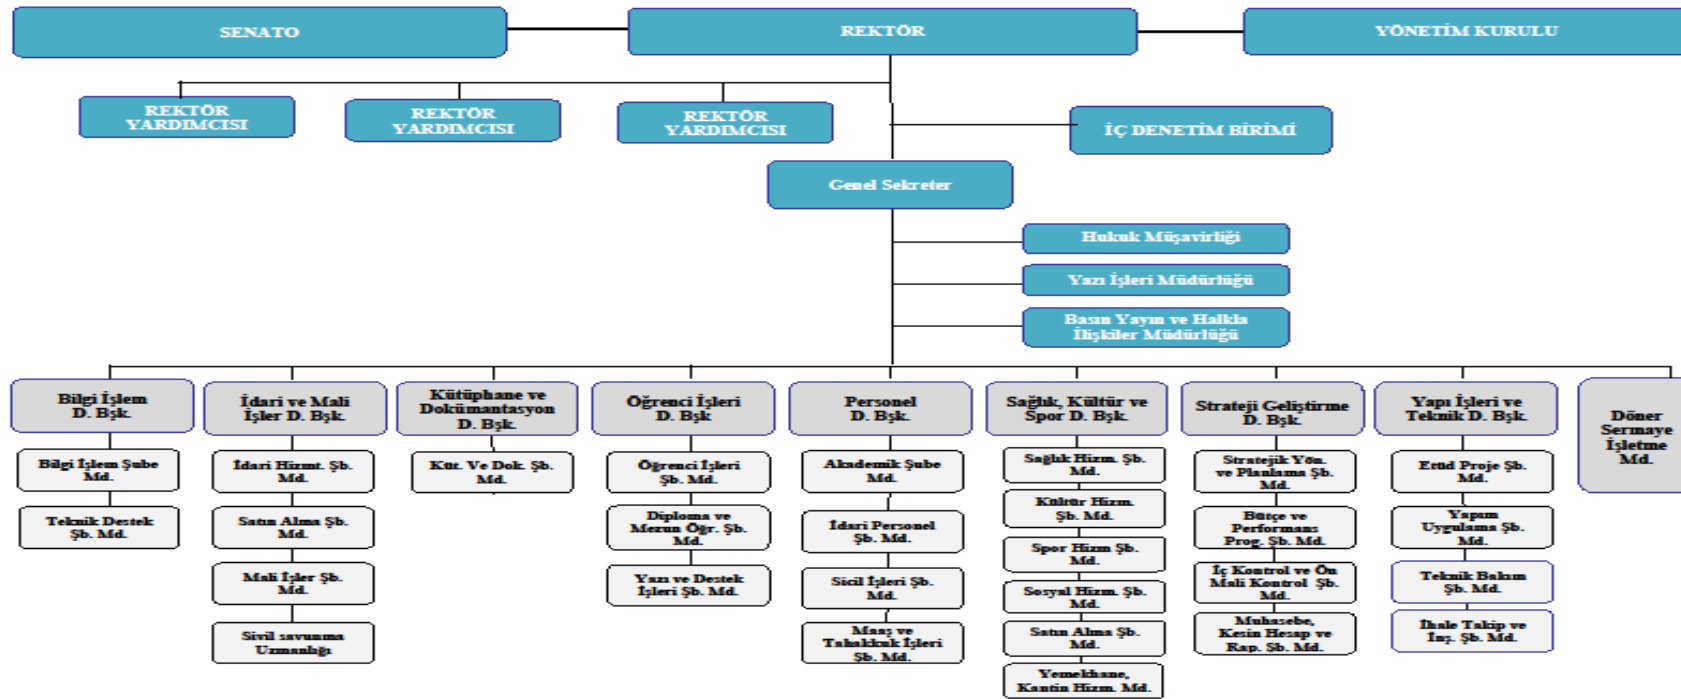 SENATO
REKTÖR
YÖNETİM KURULU
REKTÖR
YARDIMCISI
REKTÖR
YARDIMCISI
REKTÖR
YARDIMCISI
İÇ DENETİM BİRİMİ
Genel Sekreter
Hukuk Müşavirliği
Yazı İşleri Müdürlüğü
Basın Yayın ve Halkla
İlişkiler Müdürlüğü
Bilgi İşlem
D. Bşk.
Bilgi İşlem Şube
Md.
Teknik Destek
Şb. Md.
İdari ve Mali
İşler D. Bşk.
İdari Hizmt. Şb.
Md.
Satın Alma Şb.
Md.
Mali İşler Şb.
Md.
Sivil savunma
Uzmanlığı
Kütüphane ve
Dokümantasyon
D. Bşk.
Küt. Ve Dok. Şb.
Md.
Öğrenci İşleri
D. Bşk
Öğrenci İşleri
Şb. Md.
Diploma ve
Mezun Öğr. Şb.
Md.
Yazı ve Destek
İşleri Şb. Md.
Personel
D. Bşk.
Akademik Şube
Md.
İdari Personel
Şb. Md.
Sicil İşleri Şb.
Md.
Maaş ve
Tahakkuk İşleri
Şb. Md.
Sağlık, Kültür ve
Spor D. Bşk.
Sağlık Hizm. Şb.
Md.
Kültür Hizm.
Şb. Md.
Spor Hizm Şb.
Md.
Sosyal Hizm. Şb.
Md.
Satın Alma Şb.
Md.
Yemekhane,
Kantin Hizm. Md.
Strateji Geliştirme
D. Bşk.
Stratejik Yön.
ve Planlama Şb.
Md.
Bütçe ve
Performans
Prog. Şb. Md.
İç Kontrol ve Ön
Mali Kontrol Şb.
Md.
Muhasebe,
Kesin Hesap ve
Rap. Şb. Md.
Yapı İşleri ve
Teknik D. Bşk.
Etüd Proje Şb.
Md.
Yapım
Uygulama Şb.
Md.
Teknik Bakım
Şb. Md.
İhale Takip ve
İnş. Şb. Md.
Döner
Sermaye
İşletme
Md.